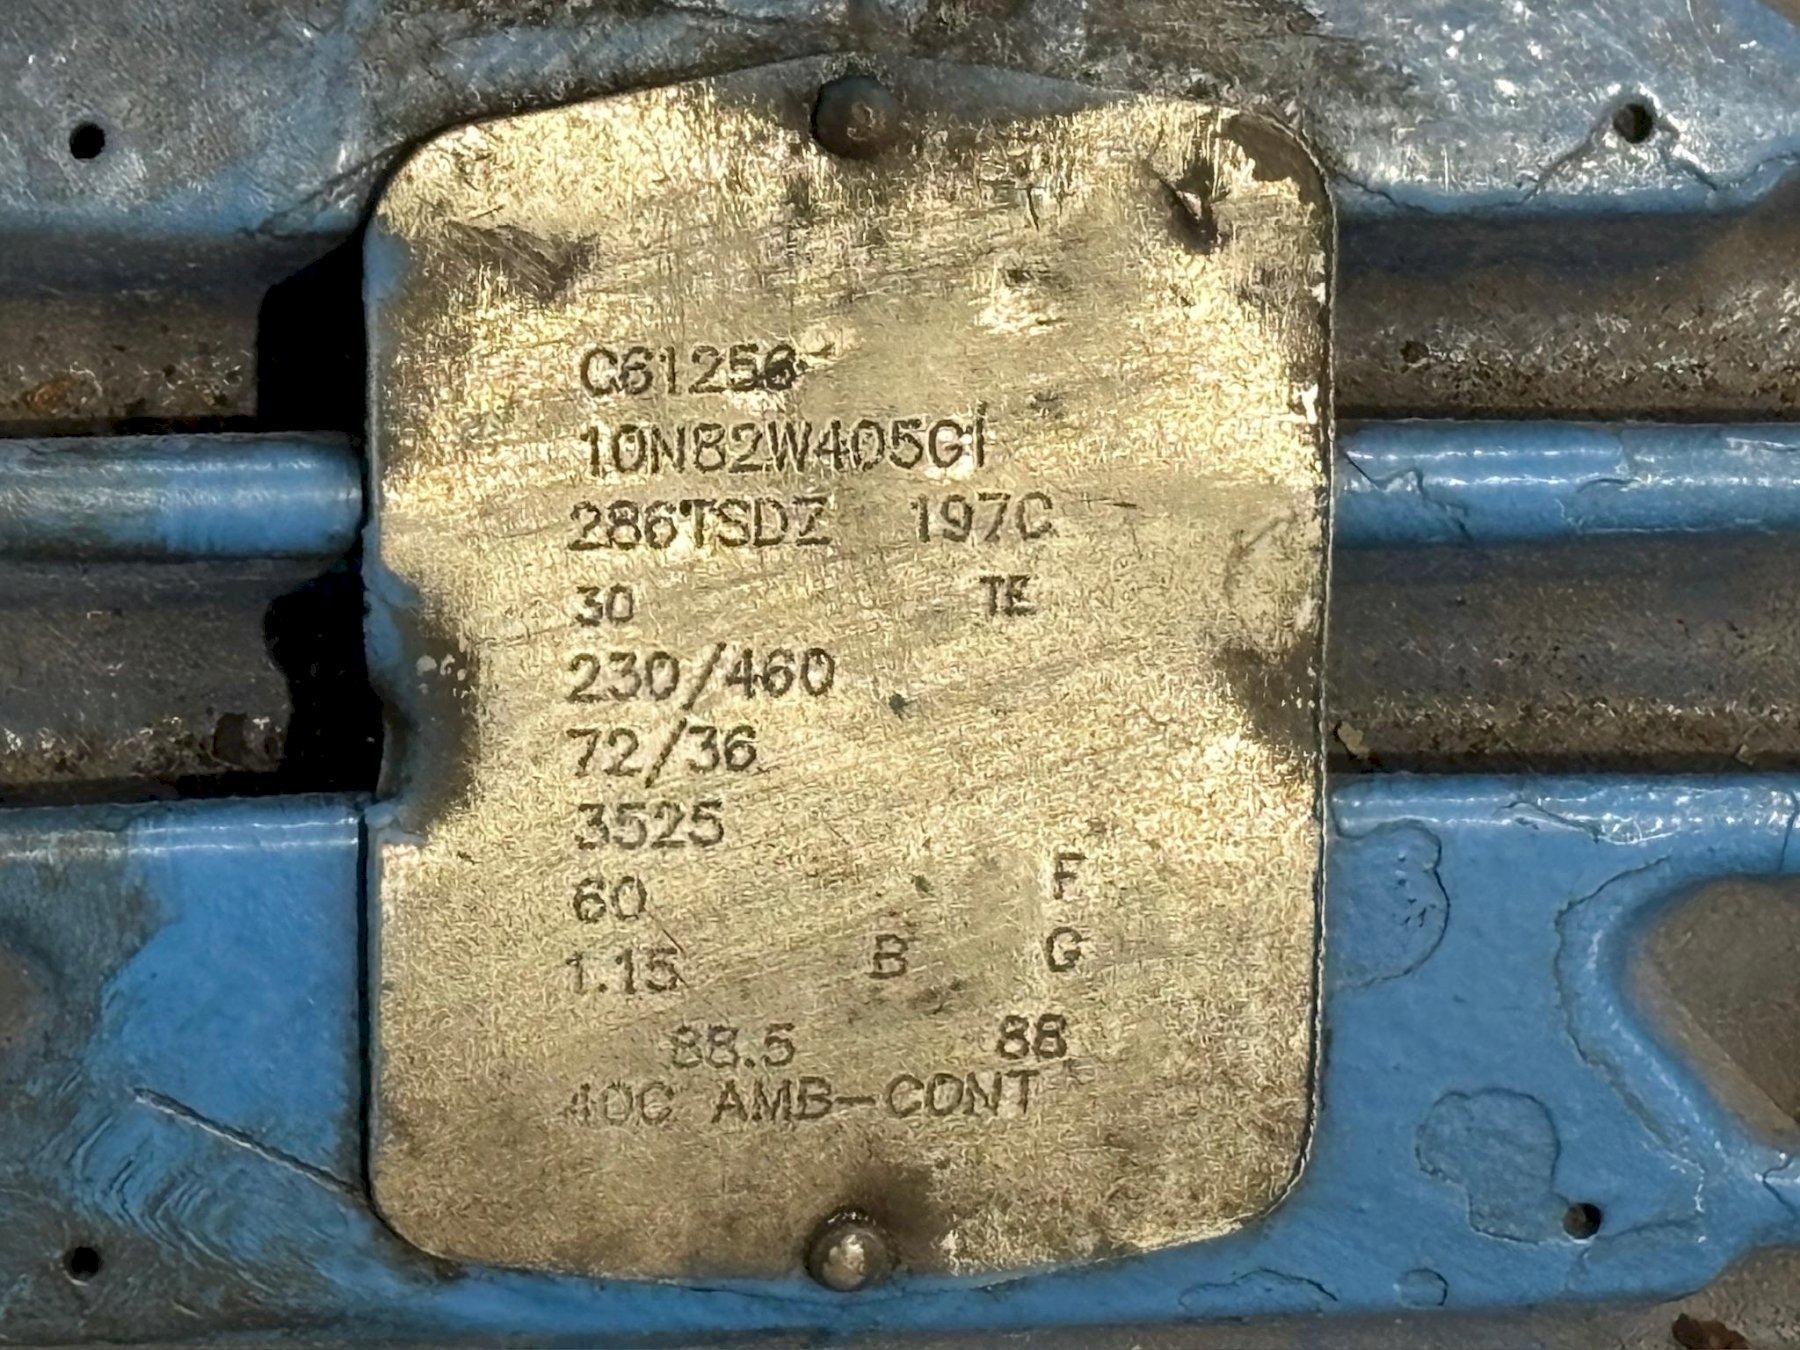 C61256
10N82W405G1
286TSDZ 197C
30 TE
230/460
72/36
3525
60 F
1.15 B G
88.5 88
40C AMB-CONT